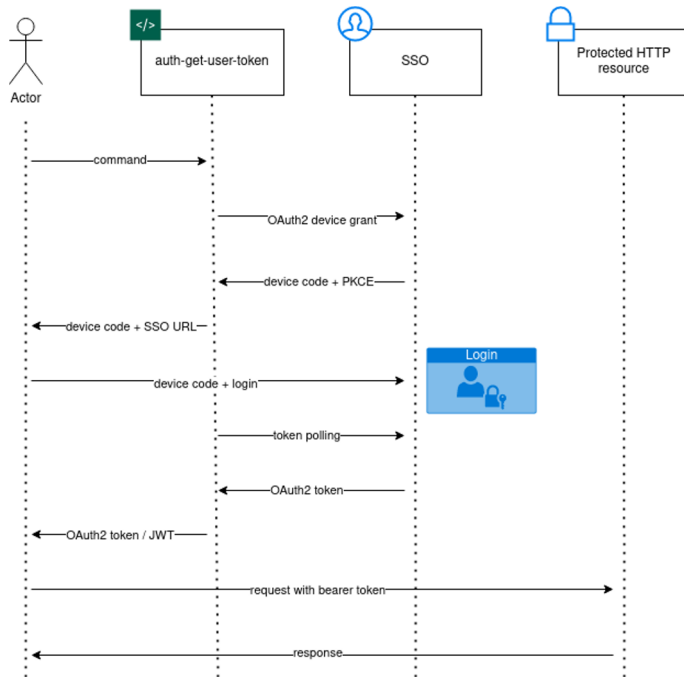 </>
auth-get-user-token
SSO
Protected HTTP
resource
Actor
command
OAuth2 device grant
device code + PKCE
device code + SSO URL
Login
device code + login
token polling
OAuth2 token
OAuth2 token / JWT
request with bearer token
response